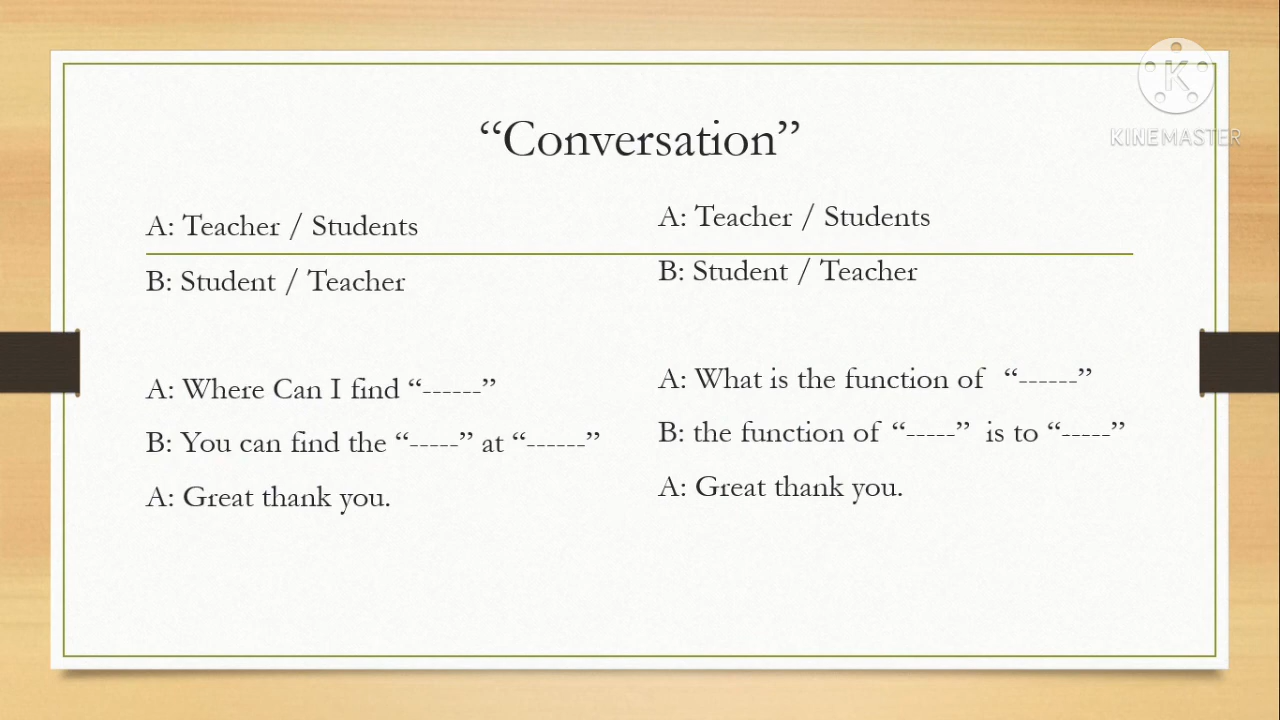 “Conversation”
KINEMASTER
A: Teacher / Students
B: Student / Teacher
A: Where Can I find “------”
B: You can find the “-----” at “------”
A: Great thank you.
A: Teacher / Students
B: Student / Teacher
A: What is the function of “------”
B: the function of “-----” is to “-----”
A: Great thank you.